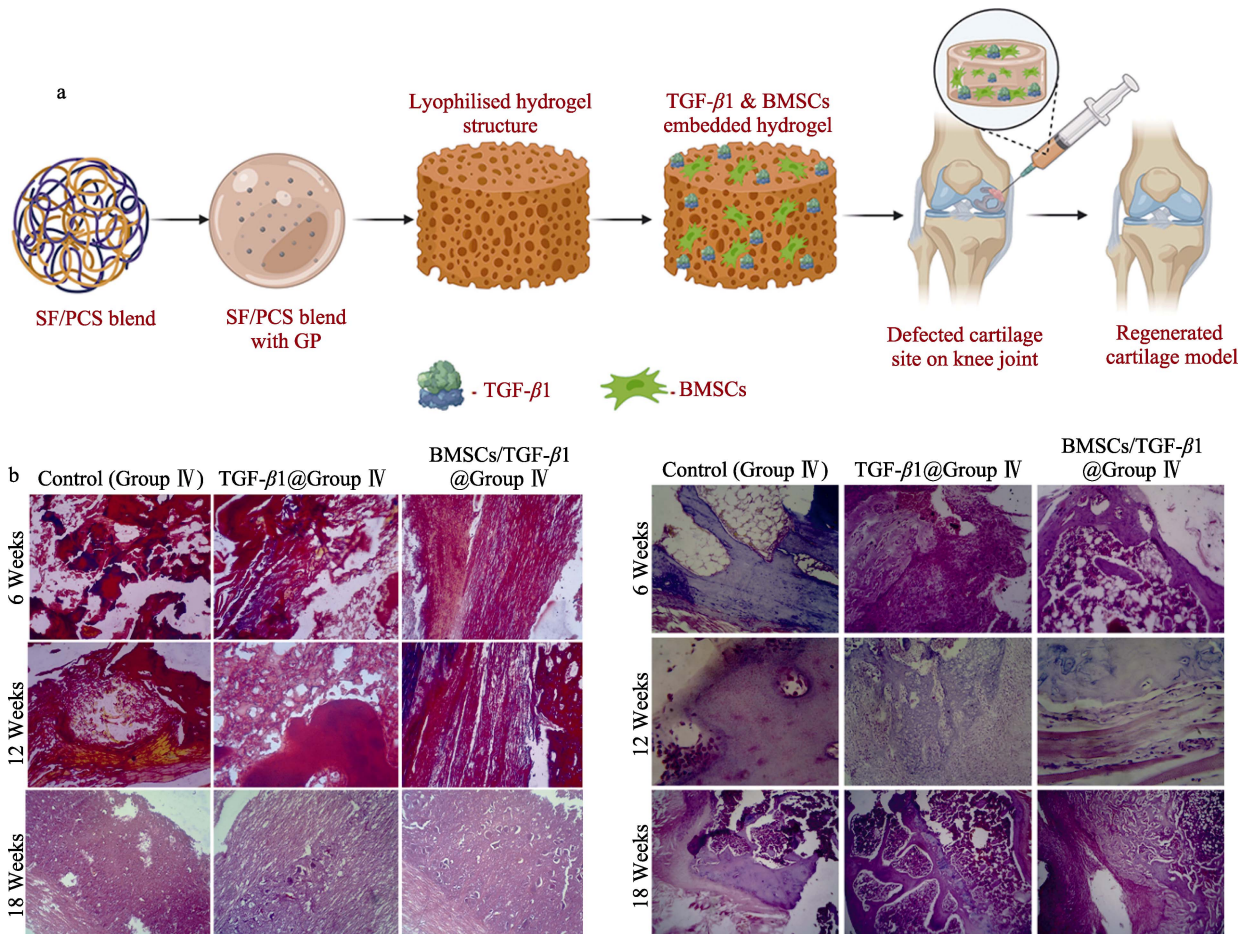 a
Lyophilised hydrogel
structure
TGF-β1 & BMSCs
embedded hydrogel
SF/PCS blend
SF/PCS blend
with GP
Defected cartilage
site on knee joint
Regenerated
cartilage model
- TGF-β1
- BMSCs
b
Control (Group Ⅳ)
TGF-β1@Group Ⅳ
BMSCs/TGF-β1
@Group Ⅳ
6 Weeks
12 Weeks
18 Weeks
Control (Group Ⅳ)
TGF-β1@Group Ⅳ
BMSCs/TGF-β1
@Group Ⅳ
6 Weeks
12 Weeks
18 Weeks